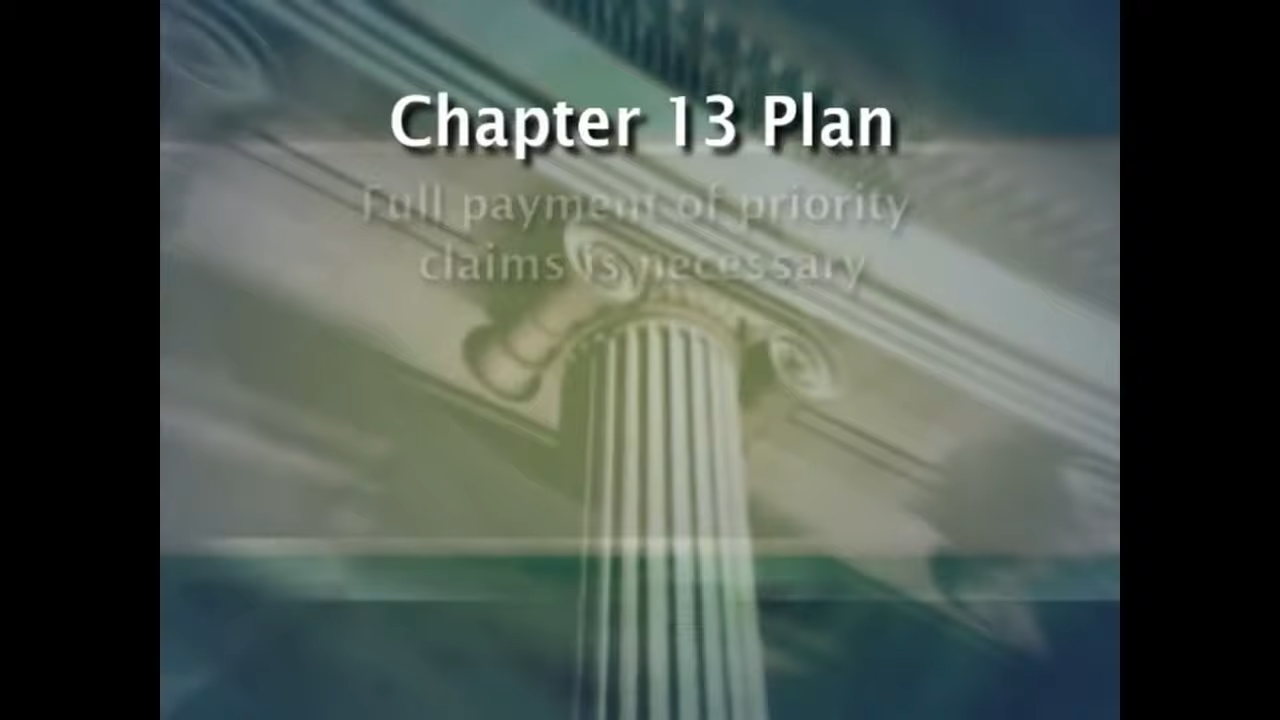 Chapter 13 Plan
Full payment of priority
claims is necessary